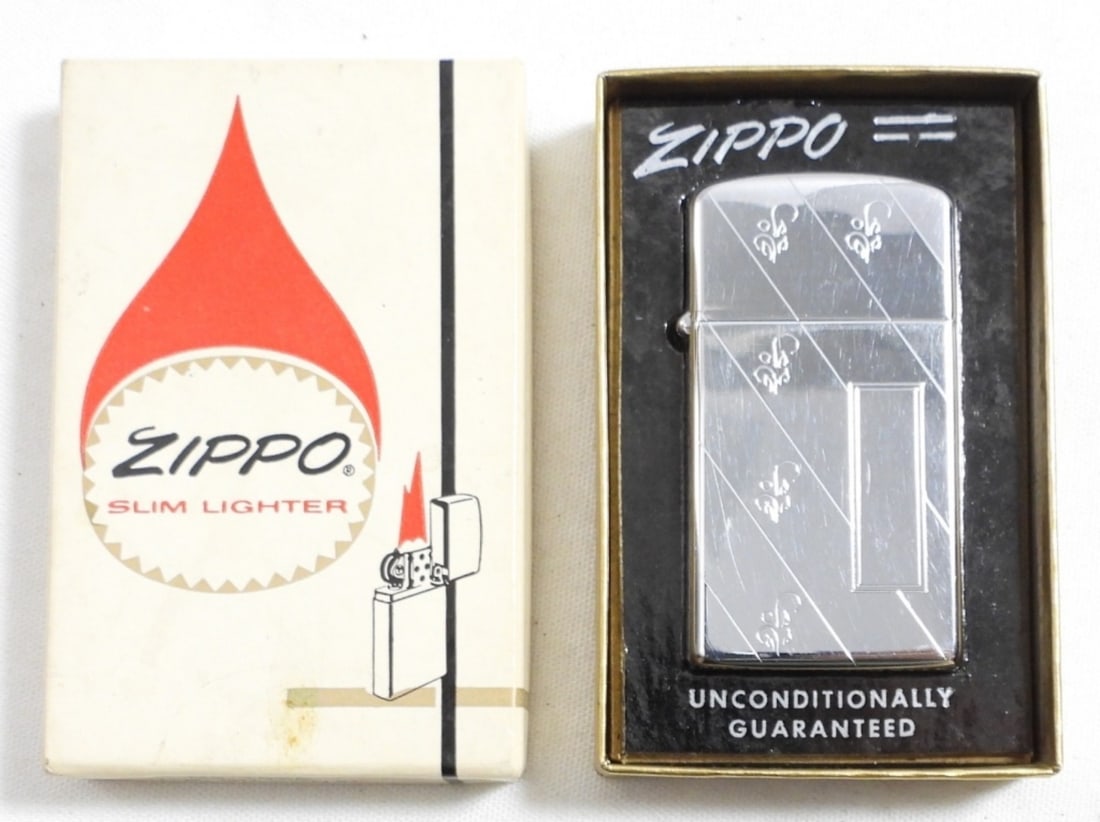 ZIPPO®
SLIM LIGHTER
ZIPPO
UNCONDITIONALLY
GUARANTEED